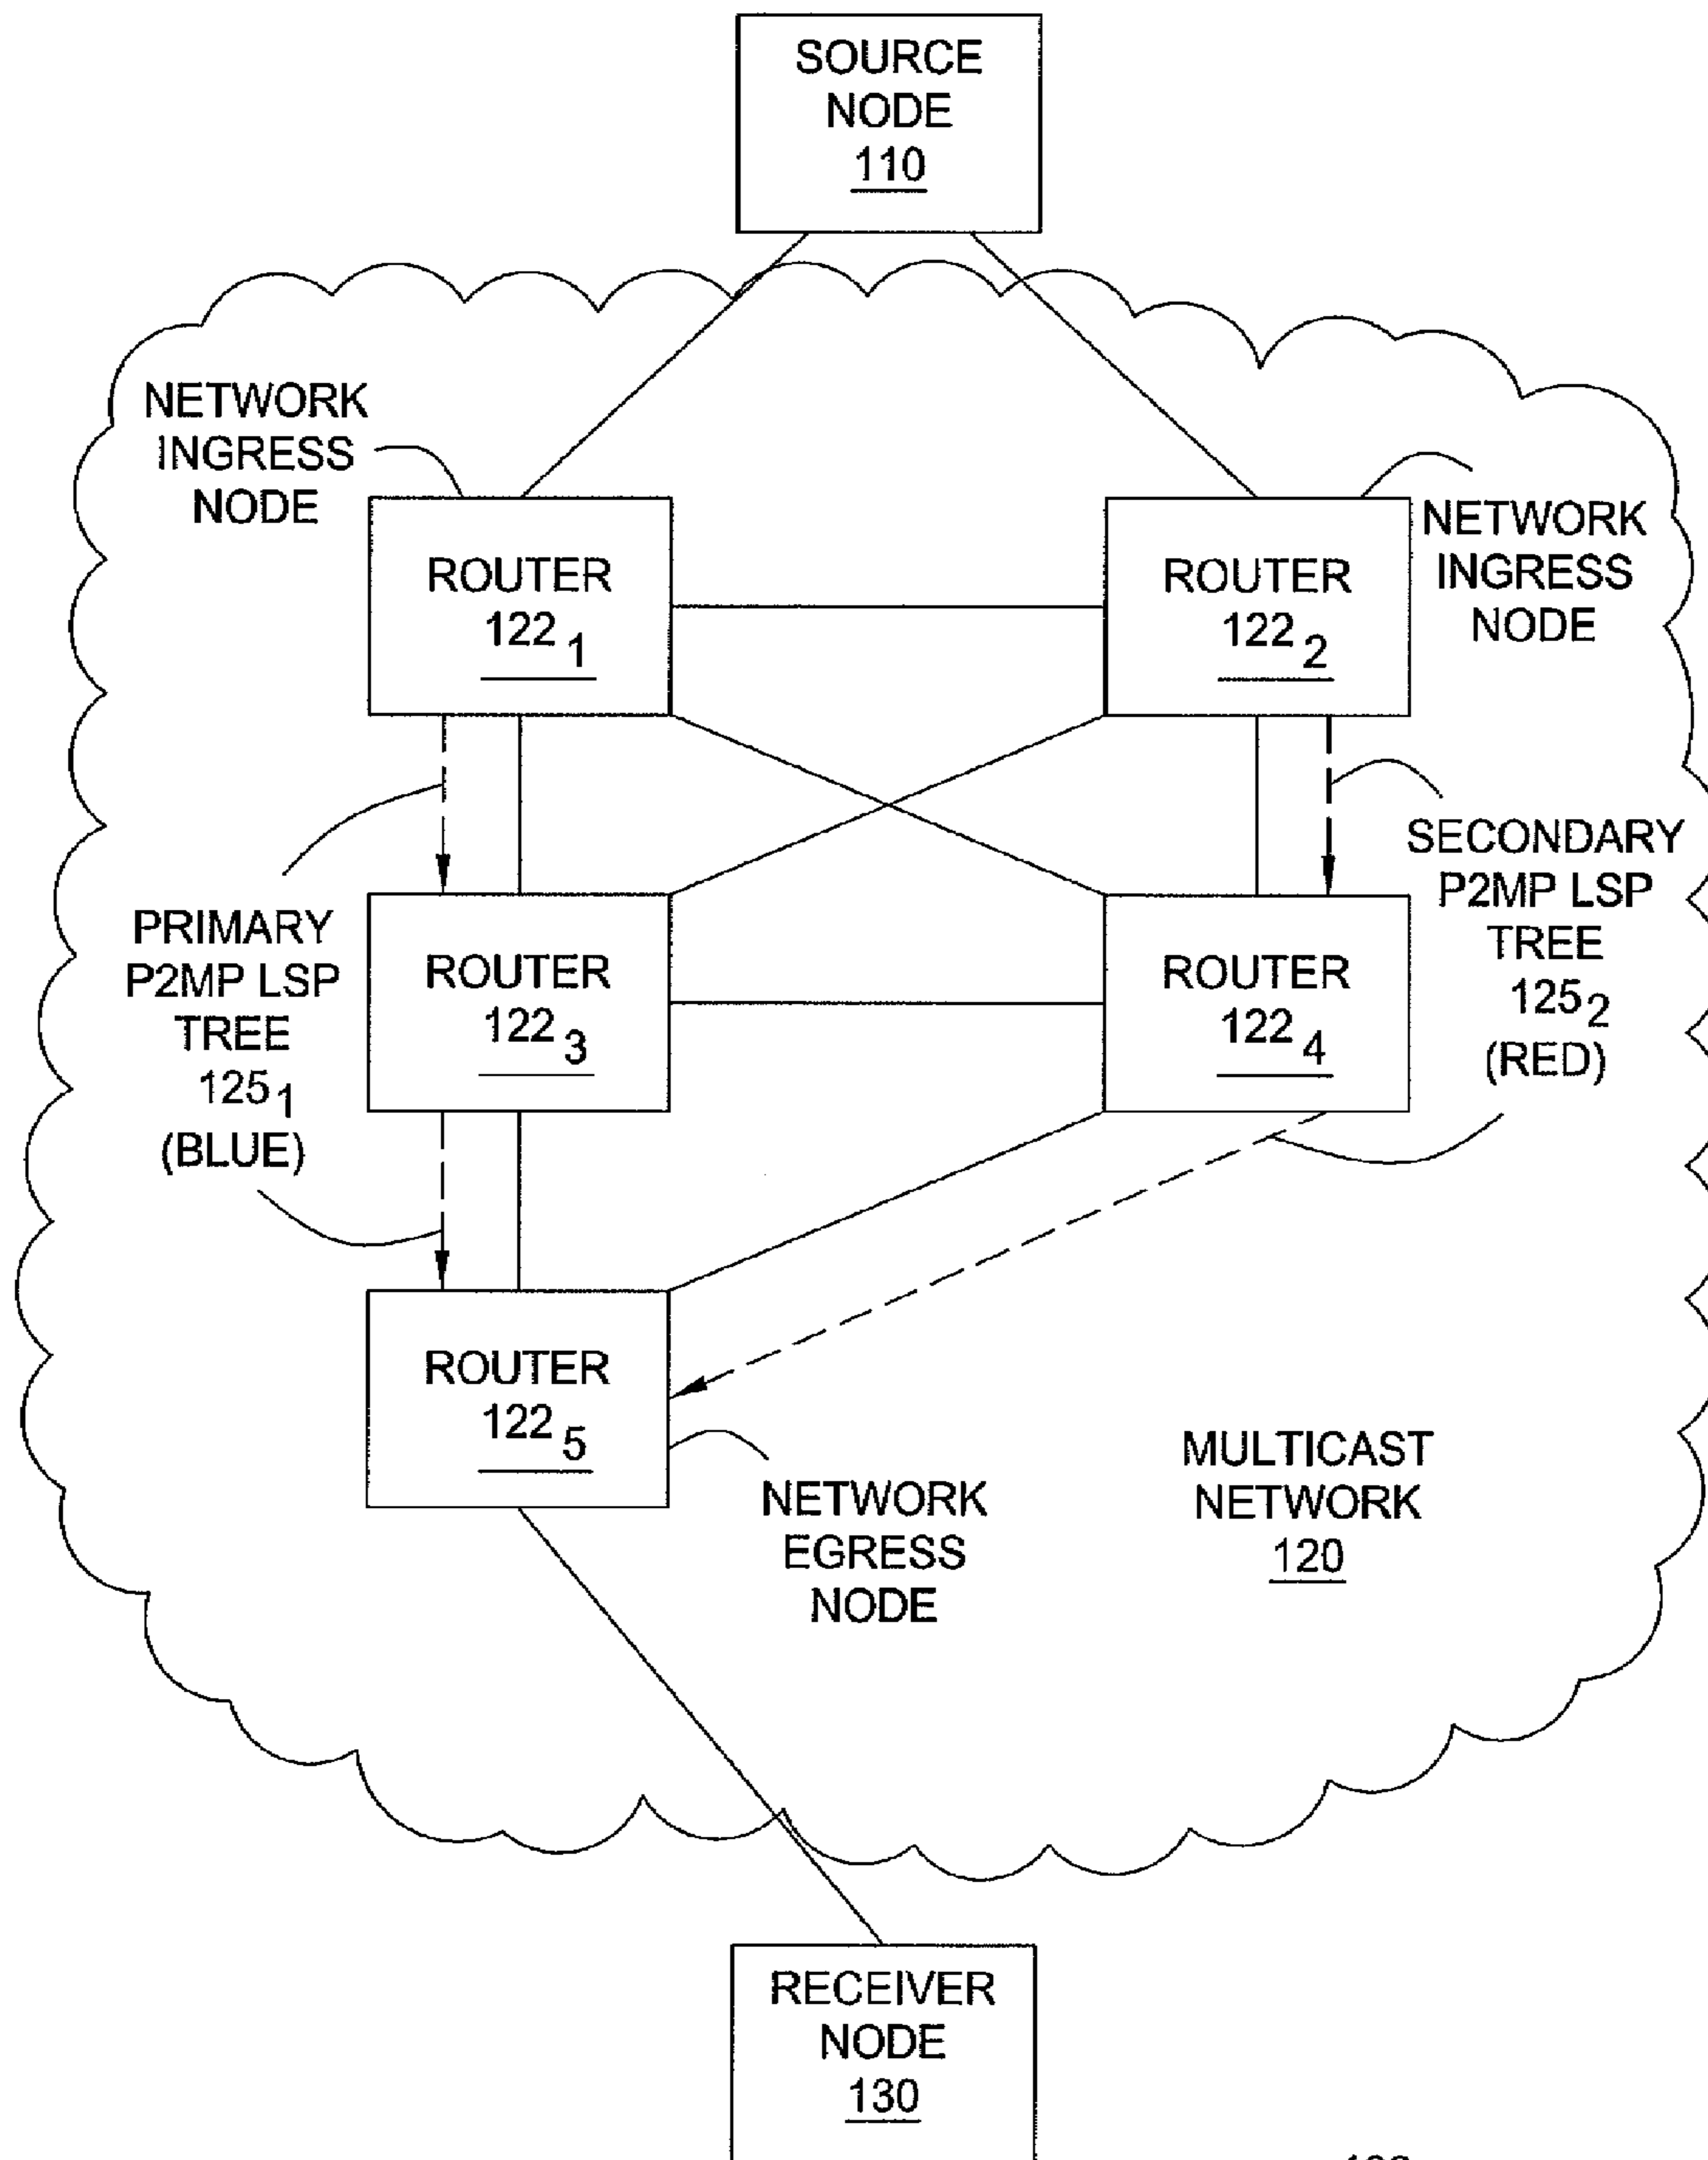 SOURCE
NODE
110
NETWORK
INGRESS
NODE
ROUTER
122 1
ROUTER
122 2
NETWORK
INGRESS
NODE
PRIMARY
P2MP LSP
TREE
125 1
(BLUE)
ROUTER
122 3
ROUTER
122 4
SECONDARY
P2MP LSP
TREE
125 2
(RED)
ROUTER
122 5
NETWORK
EGRESS
NODE
MULTICAST
NETWORK
120
RECEIVER
NODE
130